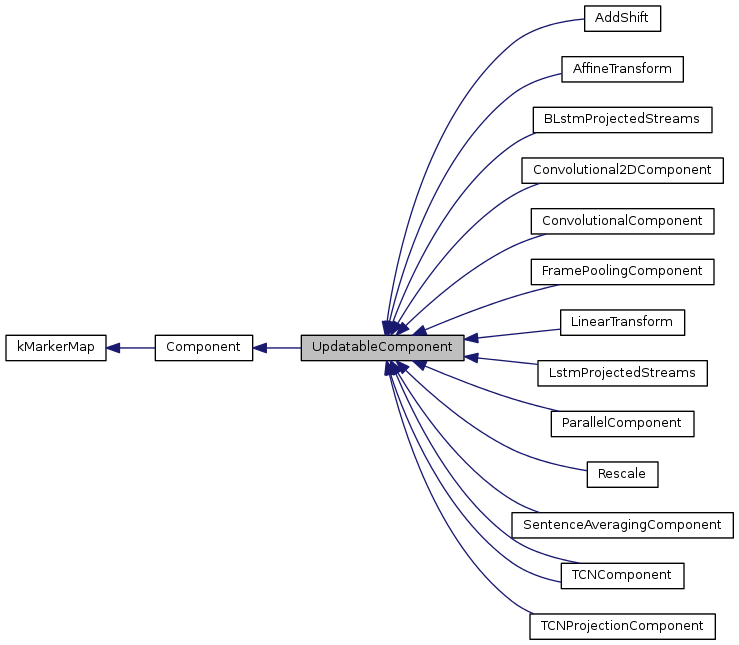 AddShift
AffineTransform
BLstmProjectedStreams
Convolutional2DComponent
ConvolutionalComponent
FramePoolingComponent
LinearTransform
kMarkerMap
Component
UpdatableComponent
LstmProjectedStreams
ParallelComponent
Rescale
SentenceAveragingComponent
TCNComponent
TCNProjectionComponent